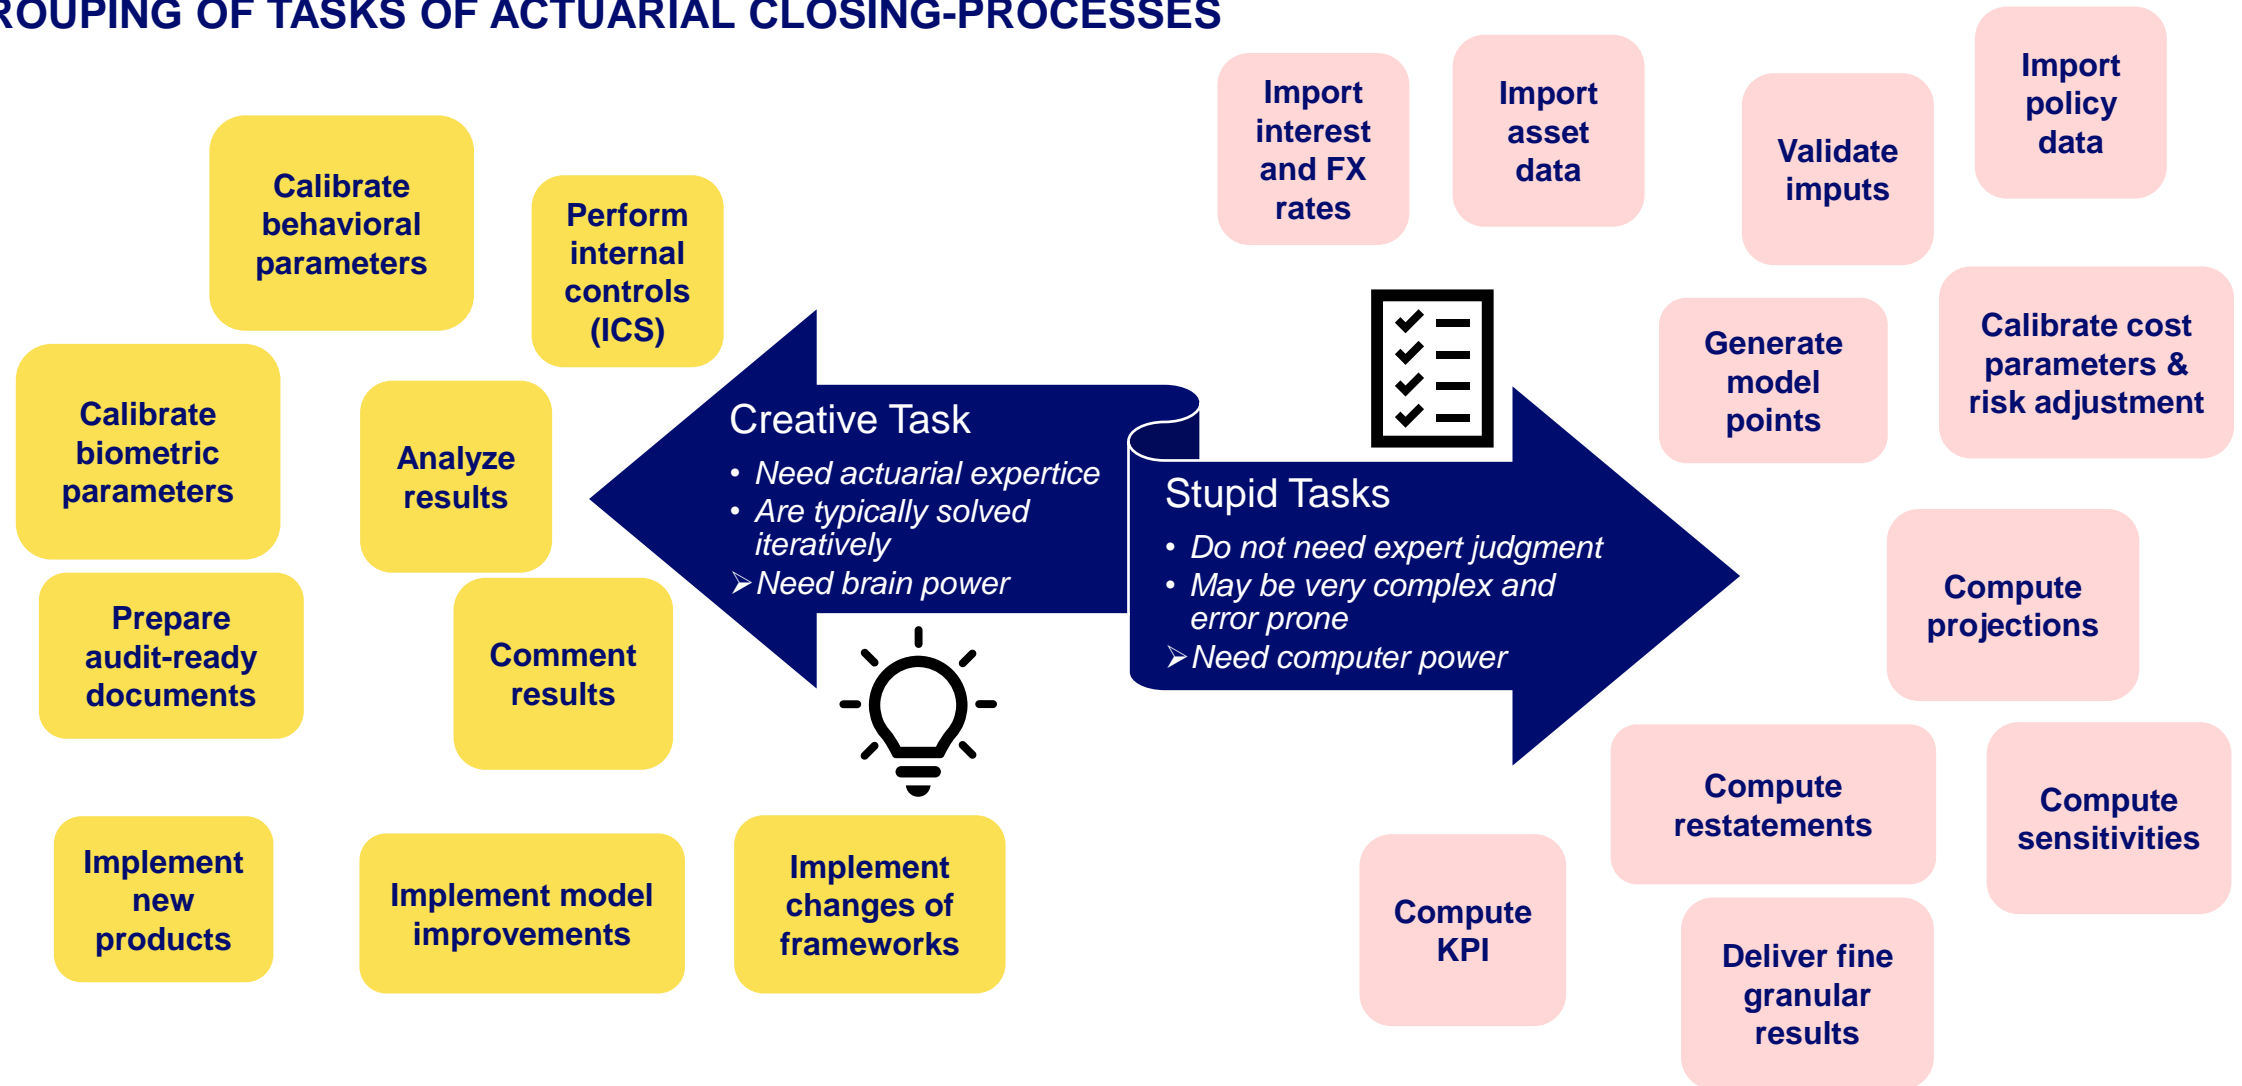 ROUPING OF TASKS OF ACTUARIAL CLOSING-PROCESSES
Calibrate
behavioral
parameters
Perform
internal
controls
(ICS)
Calibrate
biometric
parameters
Analyze
results
Prepare
audit-ready
documents
Comment
results
Implement
new
products
Implement model
improvements
Implement
changes of
frameworks
Creative Task
• Need actuarial expertice
• Are typically solved
iteratively
➢ Need brain power
Stupid Tasks
• Do not need expert judgment
• May be very complex and
error prone
➢ Need computer power
Import
interest
and FX
rates
Import
asset
data
Validate
imputs
Import
policy
data
Generate
model
points
Calibrate cost
parameters &
risk adjustment
Compute
projections
Compute
restatements
Compute
sensitivities
Compute
KPI
Deliver fine
granular
results